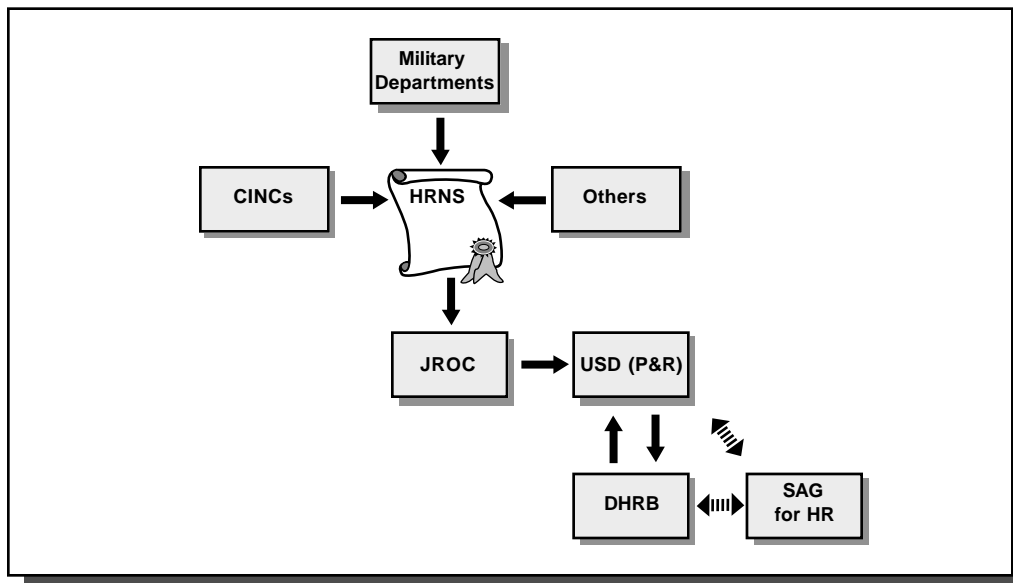 Military
Departments
CINCs
HRNS
Others
JROC
USD (P&R)
DHRB
SAG
for HR